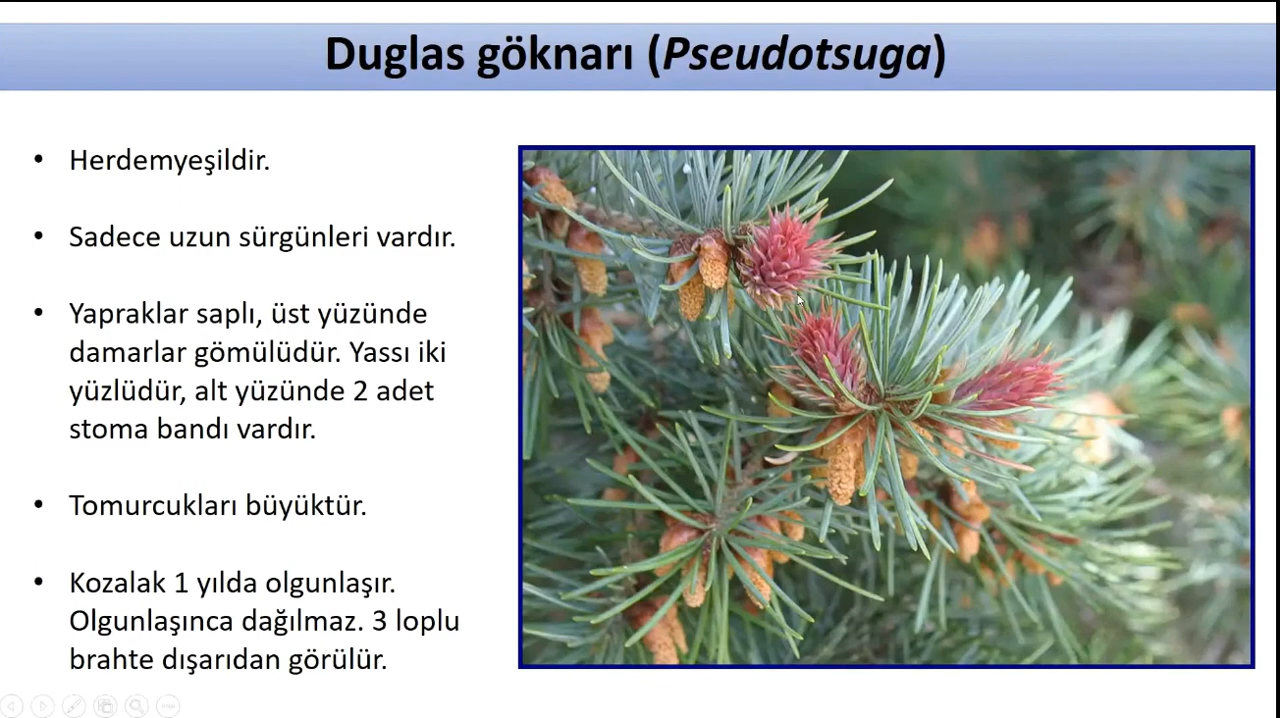 Duglas göknarı (Pseudotsuga)
• Herdemyeşildir.
• Sadece uzun sürgünleri vardır.
• Yapraklar saplı, üst yüzünde
damarlar gömülüdür. Yassı iki
yüzlüdür, alt yüzünde 2 adet
stoma bandı vardır.
• Tomurcukları büyüktür.
• Kozalak 1 yılda olgunlaşır.
Olgunlaşınca dağılmaz. 3 loplu
brahte dışarıdan görülür.